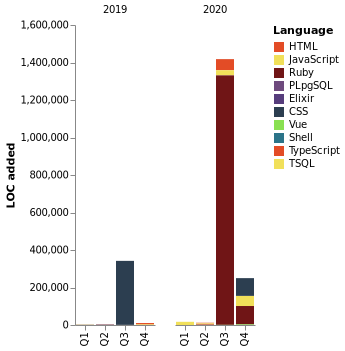 2019
2020
Language
HTML
JavaScript
Ruby
PLpgSQL
Elixir
CSS
Vue
Shell
TypeScript
TSQL
LOC added
1,600,000
1,400,000
1,200,000
1,000,000
800,000
600,000
400,000
200,000
0
Q1
Q2
Q3
Q4
Q1
Q2
Q3
Q4